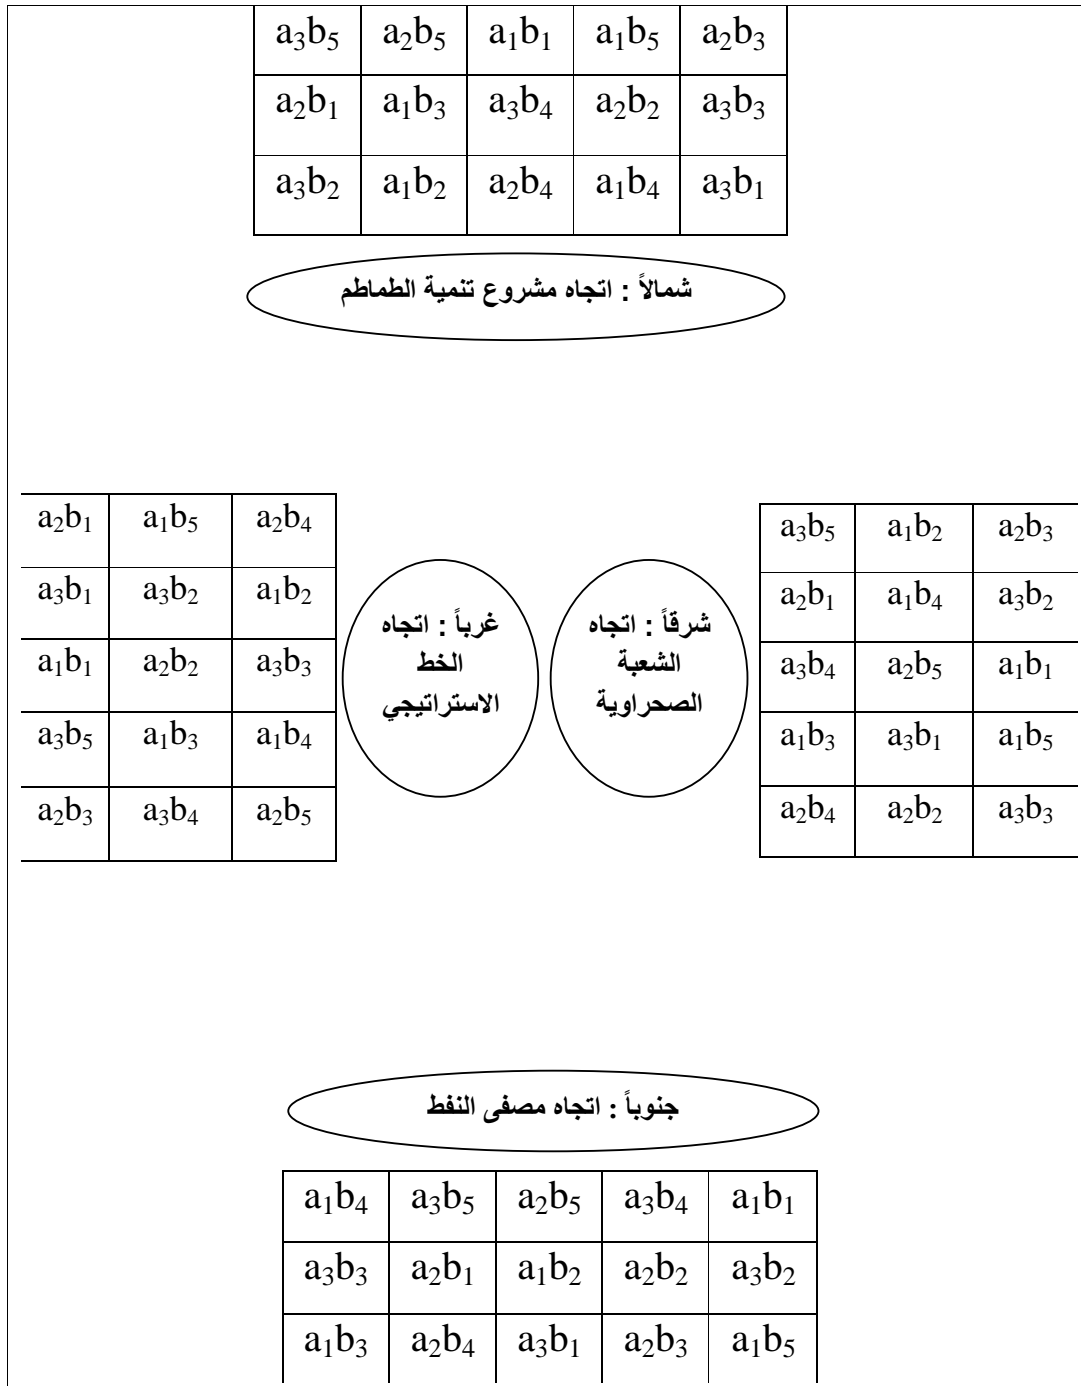 a₃b₅ a₂b₅ a₁b₁ a₁b₅ a₂b₃
a₂b₁ a₁b₃ a₃b₄ a₂b₂ a₃b₃
a₃b₂ a₁b₂ a₂b₄ a₁b₄ a₃b₁
شمالاً : اتجاه مشروع تنمية الطماطم
a₂b₁ a₁b₅ a₂b₄
a₃b₁ a₃b₂ a₁b₂
a₁b₁ a₂b₂ a₃b₃
a₃b₅ a₁b₃ a₁b₄
a₂b₃ a₃b₄ a₂b₅
غرباً : اتجاه
الخط
الاستراتيجي
شرقاً : اتجاه
الشعبة
الصحراوية
a₃b₅ a₁b₂ a₂b₃
a₂b₁ a₁b₄ a₃b₂
a₃b₄ a₂b₅ a₁b₁
a₁b₃ a₃b₁ a₁b₅
a₂b₄ a₂b₂ a₃b₃
جنوباً : اتجاه مصفى النفط
a₁b₄ a₃b₅ a₂b₅ a₃b₄ a₁b₁
a₃b₃ a₂b₁ a₁b₂ a₂b₂ a₃b₂
a₁b₃ a₂b₄ a₃b₁ a₂b₃ a₁b₅